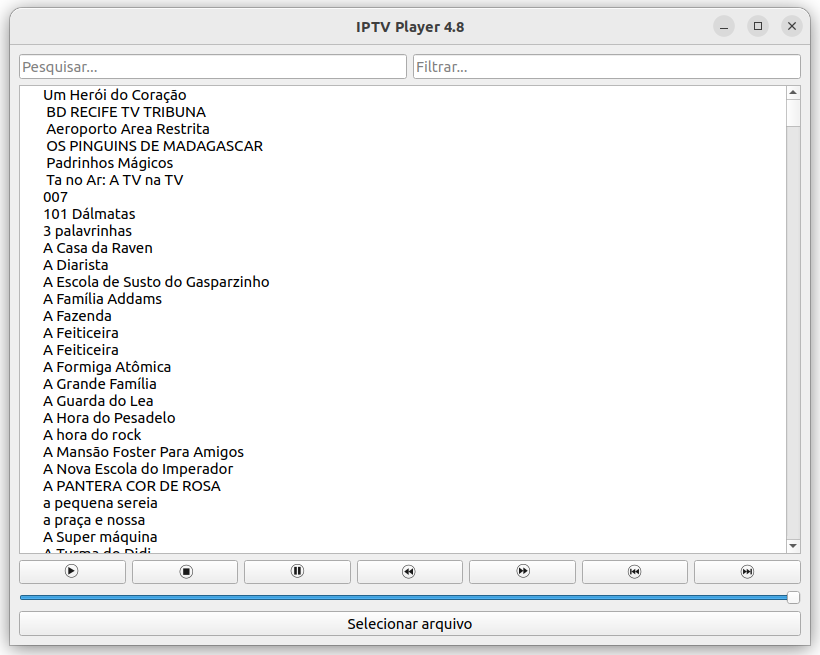 IPTV Player 4.8
Pesquisar... Filtrar...
Um Herói do Coração
BD RECIFE TV TRIBUNA
Aeroporto Area Restrita
OS PINGUINS DE MADAGASCAR
Padrinhos Mágicos
Ta no Ar: A TV na TV
007
101 Dálmatas
3 palavrinhas
A Casa da Raven
A Diarista
A Escola de Susto do Gasparzinho
A Família Addams
A Fazenda
A Feiticeira
A Feiticeira
A Formiga Atômica
A Grande Família
A Guarda do Lea
A Hora do Pesadelo
A hora do rock
A Mansão Foster Para Amigos
A Nova Escola do Imperador
A PANTERA COR DE ROSA
a pequena sereia
a praça e nossa
A Super máquina
A Turma do Didi
Selecionar arquivo